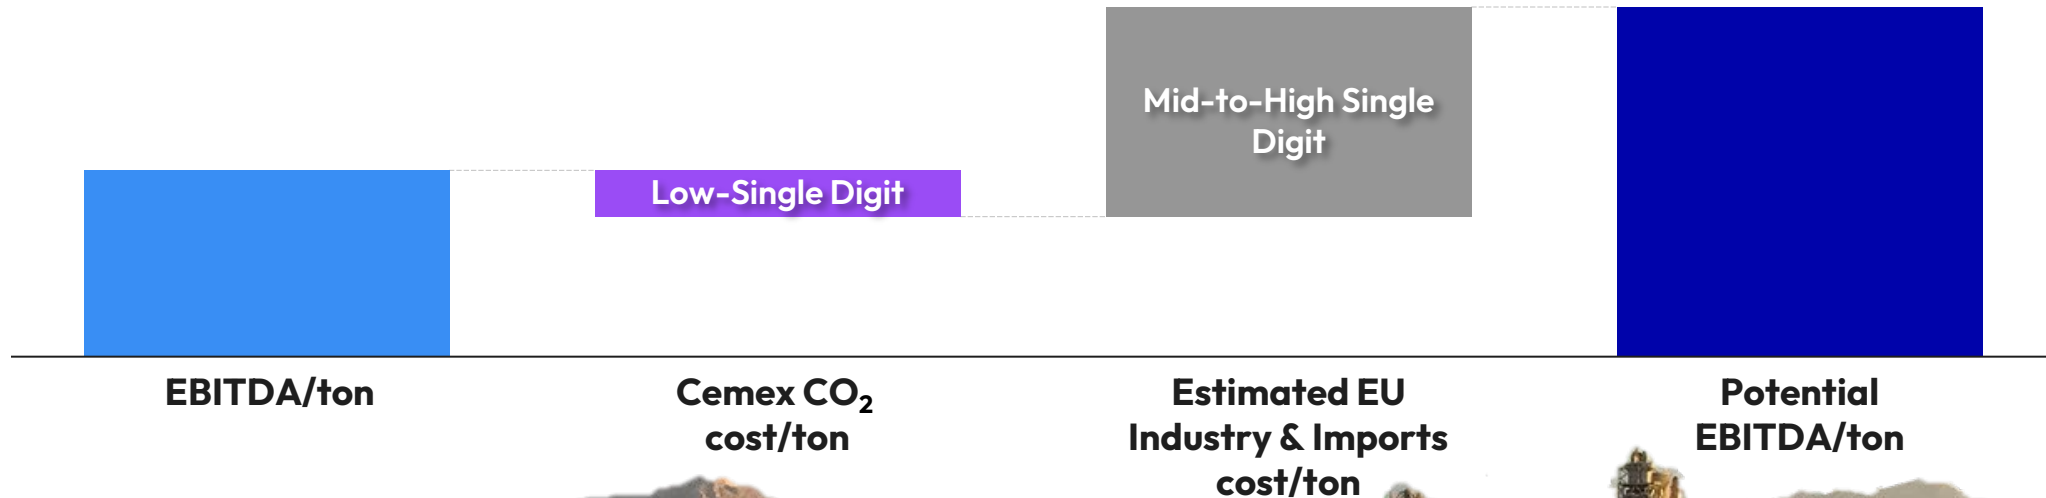 Mid-to-High Single
Digit
Low-Single Digit
EBITDA/ton
Cemex CO₂
cost/ton
Estimated EU
Industry & Imports
cost/ton
Potential
EBITDA/ton